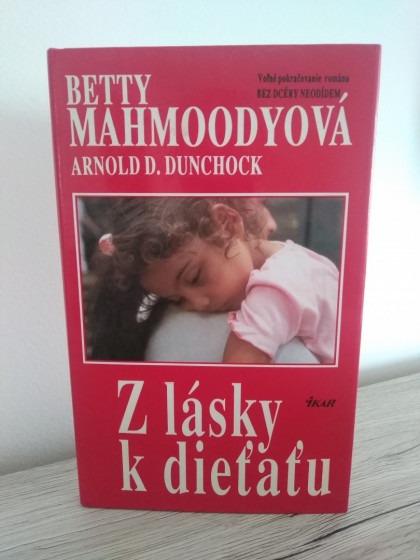 BETTY
MAHMOODYOVÁ
ARNOLD D. DUNCHOCK
Voľné pokračovanie románu
BEZ DCÉRY NEODÍDEM
Z lásky
k dieťaťu
IKAR